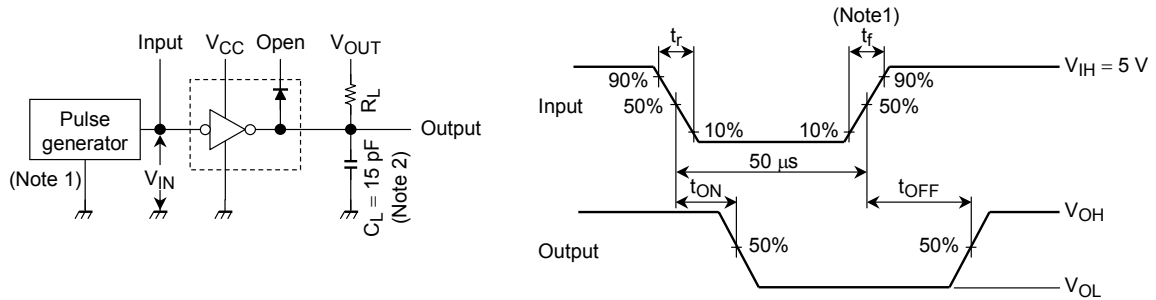 Input
V_CC
Open
V_OUT
R_L
Pulse
generator
Output
(Note 1)
V_IN
C_L = 15 pF
(Note 2)
(Note1)
t_r
t_f
V_IH = 5 V
90%
90%
Input
50%
50%
10%
10%
50 μs
t_ON
t_OFF
V_OH
Output
50%
50%
V_OL